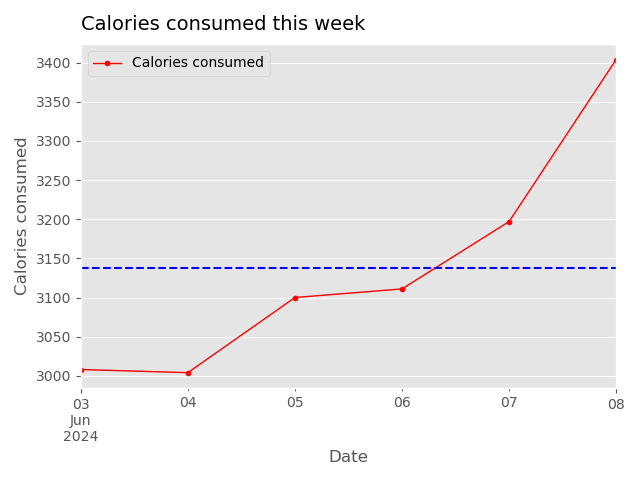 Calories consumed this week
Calories consumed
3400
3350
3300
3250
3200
3150
3100
3050
3000
Calories consumed
03 04 05 06 07 08
Jun
2024
Date